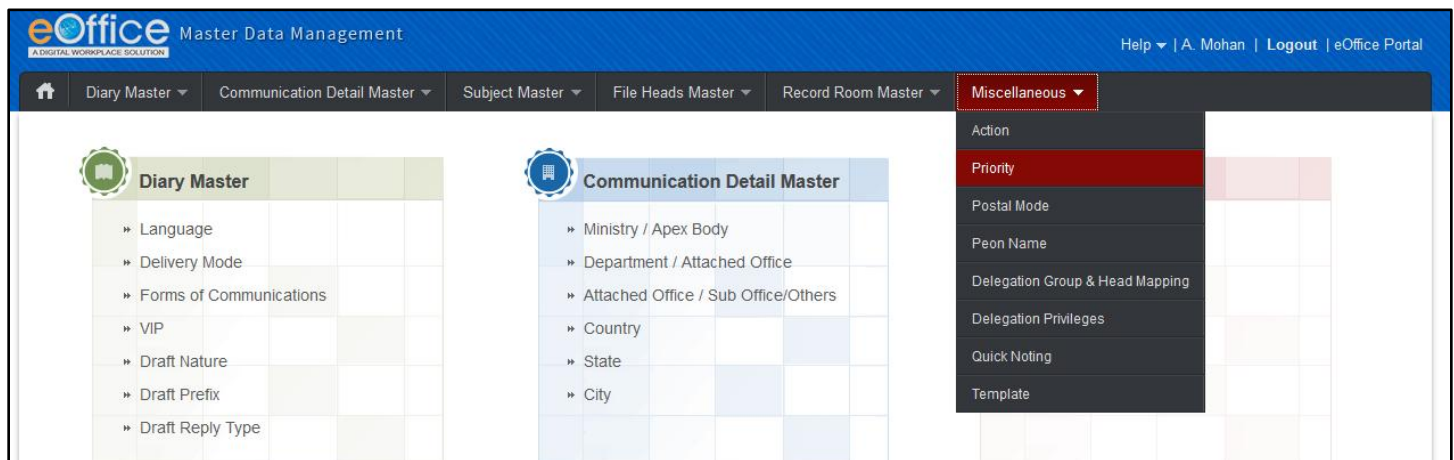 eOffice
A DIGITAL WORKPLACE SOLUTION
Master Data Management
Help | A. Mohan | Logout | eOffice Portal
Diary Master
Communication Detail Master
Subject Master
File Heads Master
Record Room Master
Miscellaneous
Action
Priority
Postal Mode
Peon Name
Delegation Group & Head Mapping
Delegation Privileges
Quick Noting
Template
Diary Master
» Language
» Delivery Mode
» Forms of Communications
» VIP
» Draft Nature
» Draft Prefix
» Draft Reply Type
Communication Detail Master
» Ministry / Apex Body
» Department / Attached Office
» Attached Office / Sub Office/Others
» Country
» State
» City